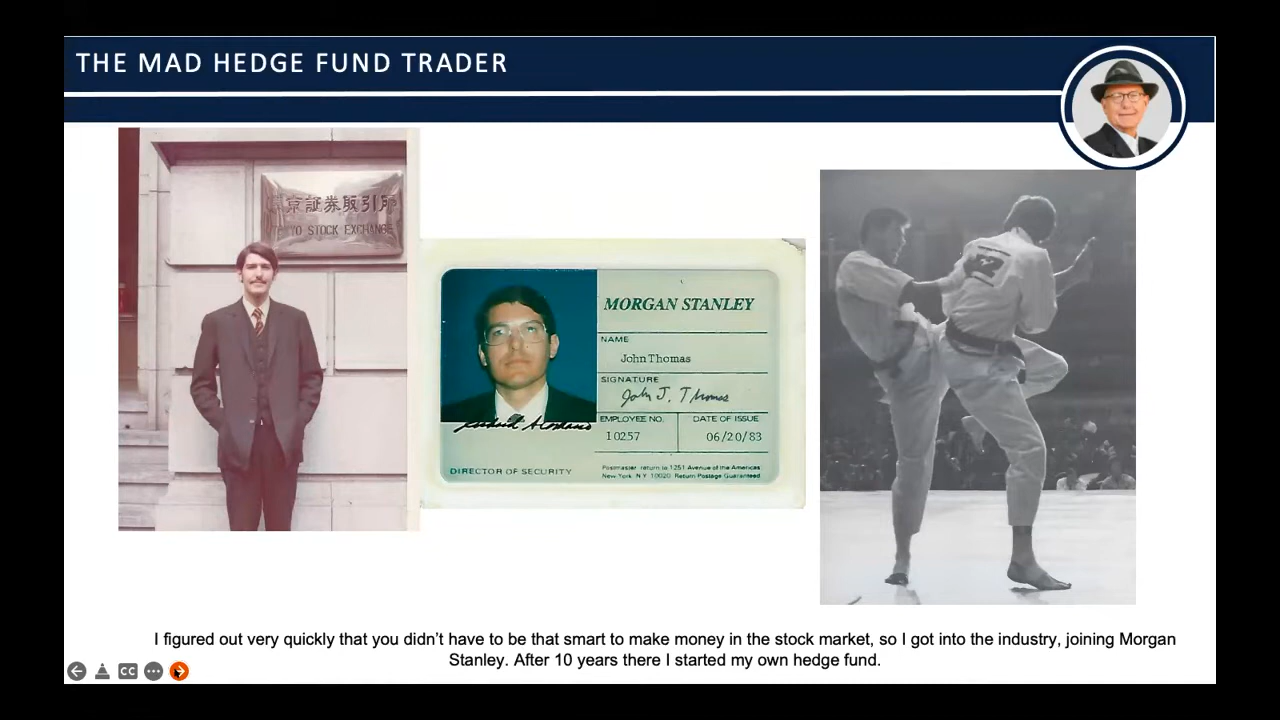 THE MAD HEDGE FUND TRADER
京証券取引所
STOCK EXCHANGE
MORGAN STANLEY
NAME
John Thomas
SIGNATURE
John J. Thomas
EMPLOYEE NO.
DATE OF ISSUE
10257
06/20/83
DIRECTOR OF SECURITY
Postmaster return to 1251 Avenue of the Americas
New York, N.Y. 10020 Return Postage Guaranteed
I figured out very quickly that you didn’t have to be that smart to make money in the stock market, so I got into the industry, joining Morgan
Stanley. After 10 years there I started my own hedge fund.
CC